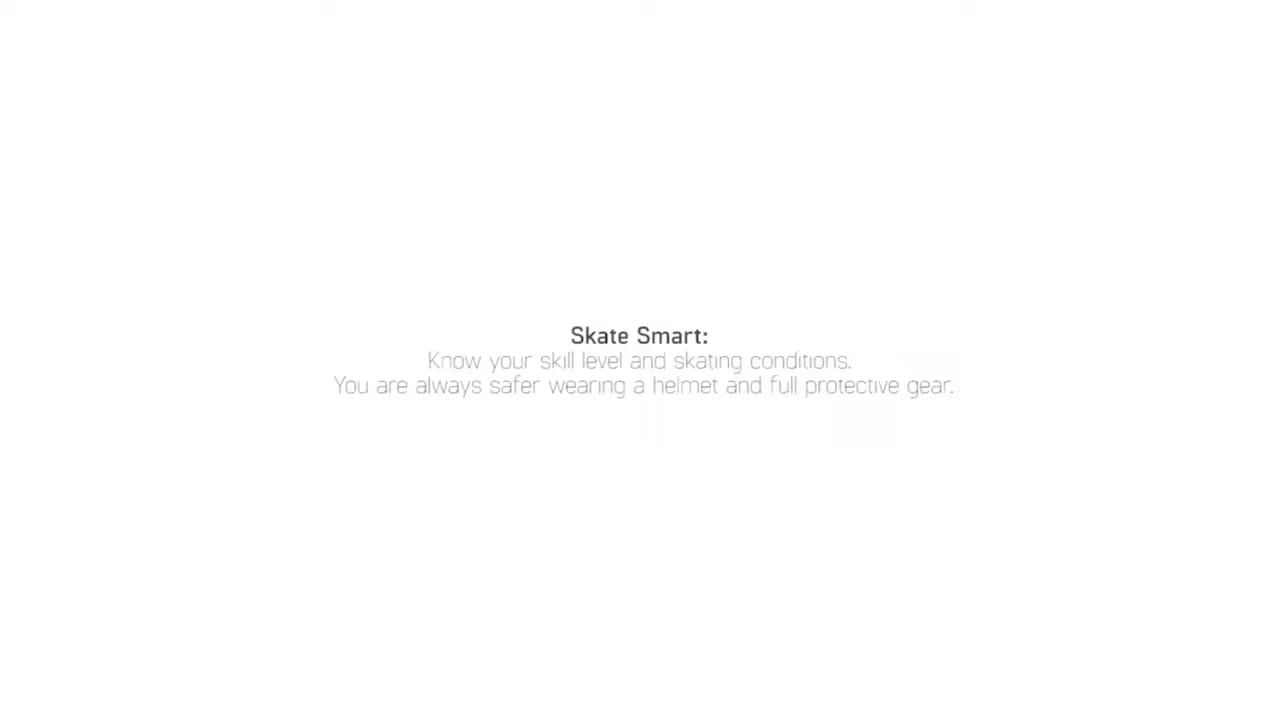 Skate Smart:
Know your skill level and skating conditions.
You are always safer wearing a helmet and full protective gear.